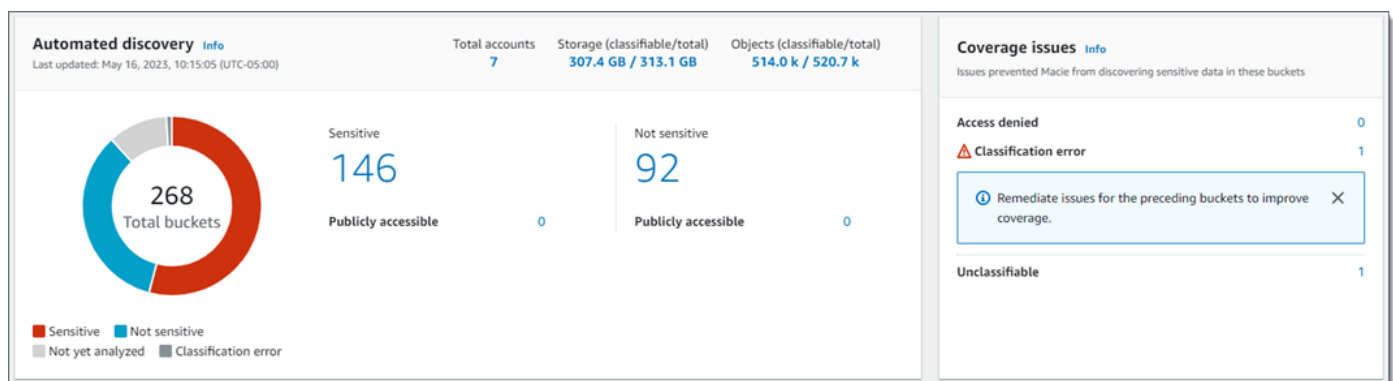 Automated discovery Info
Last updated: May 16, 2023, 10:15:05 (UTC-05:00)
Total accounts
7
Storage (classifiable/total)
307.4 GB / 313.1 GB
Objects (classifiable/total)
514.0 k / 520.7 k
268
Total buckets
Sensitive
146
Publicly accessible 0
Not sensitive
92
Publicly accessible 0
Sensitive Not sensitive
Not yet analyzed Classification error
Coverage issues Info
Issues prevented Macie from discovering sensitive data in these buckets
Access denied 0
Classification error 1
Remediate issues for the preceding buckets to improve
coverage.
Unclassifiable 1